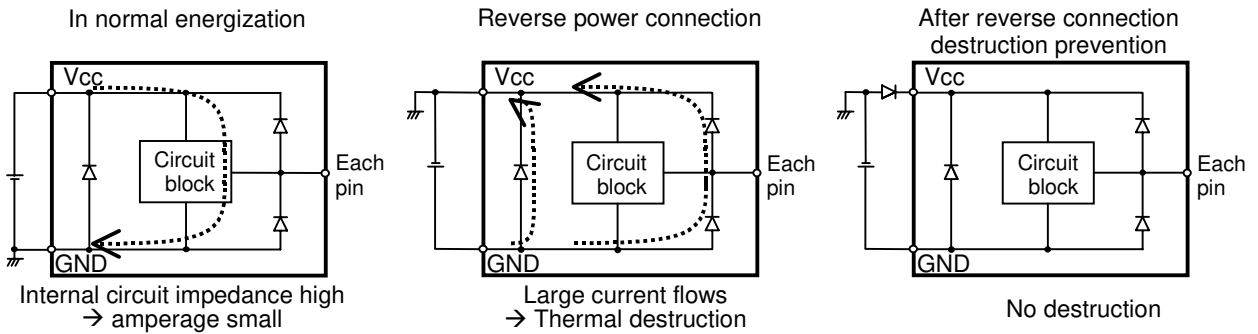 In normal energization
Vcc
Circuit
block
Each
pin
GND
Internal circuit impedance high
→ amperage small
Reverse power connection
Vcc
Circuit
block
Each
pin
GND
Large current flows
→ Thermal destruction
After reverse connection
destruction prevention
Vcc
Circuit
block
Each
pin
GND
No destruction